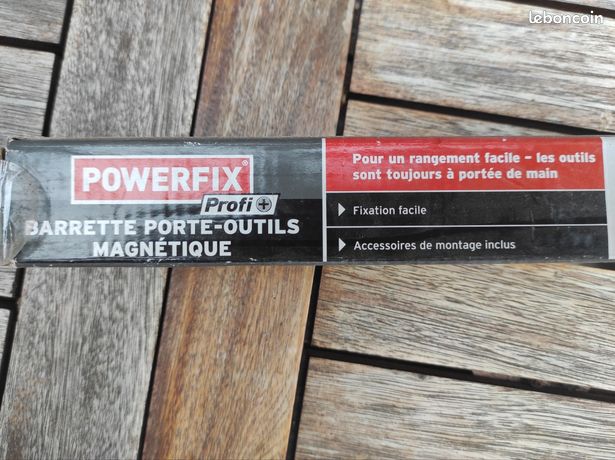 leboncoin
POWERFIX®
Profi+
BARRETTE PORTE-OUTILS
MAGNÉTIQUE
Pour un rangement facile – les outils
sont toujours à portée de main
Fixation facile
Accessoires de montage inclus